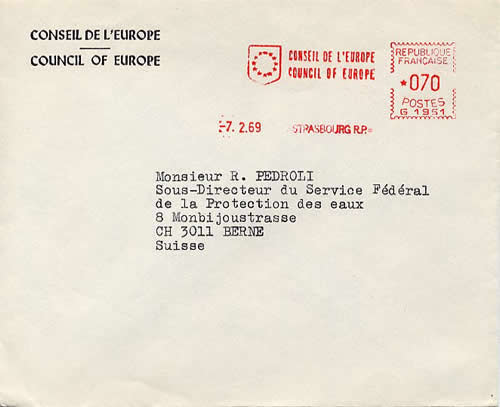 CONSEIL DE L'EUROPE
COUNCIL OF EUROPE
CONSEIL DE L'EUROPE
COUNCIL OF EUROPE
REPUBLIQUE
FRANÇAISE
*070
POSTES
G 1951
-7. 2.69
STRASBOURG R.P.
Monsieur R. PEDROLI
Sous-Directeur du Service Fédéral
de la Protection des eaux
8 Monbijoustrasse
CH 3011 BERNE
Suisse